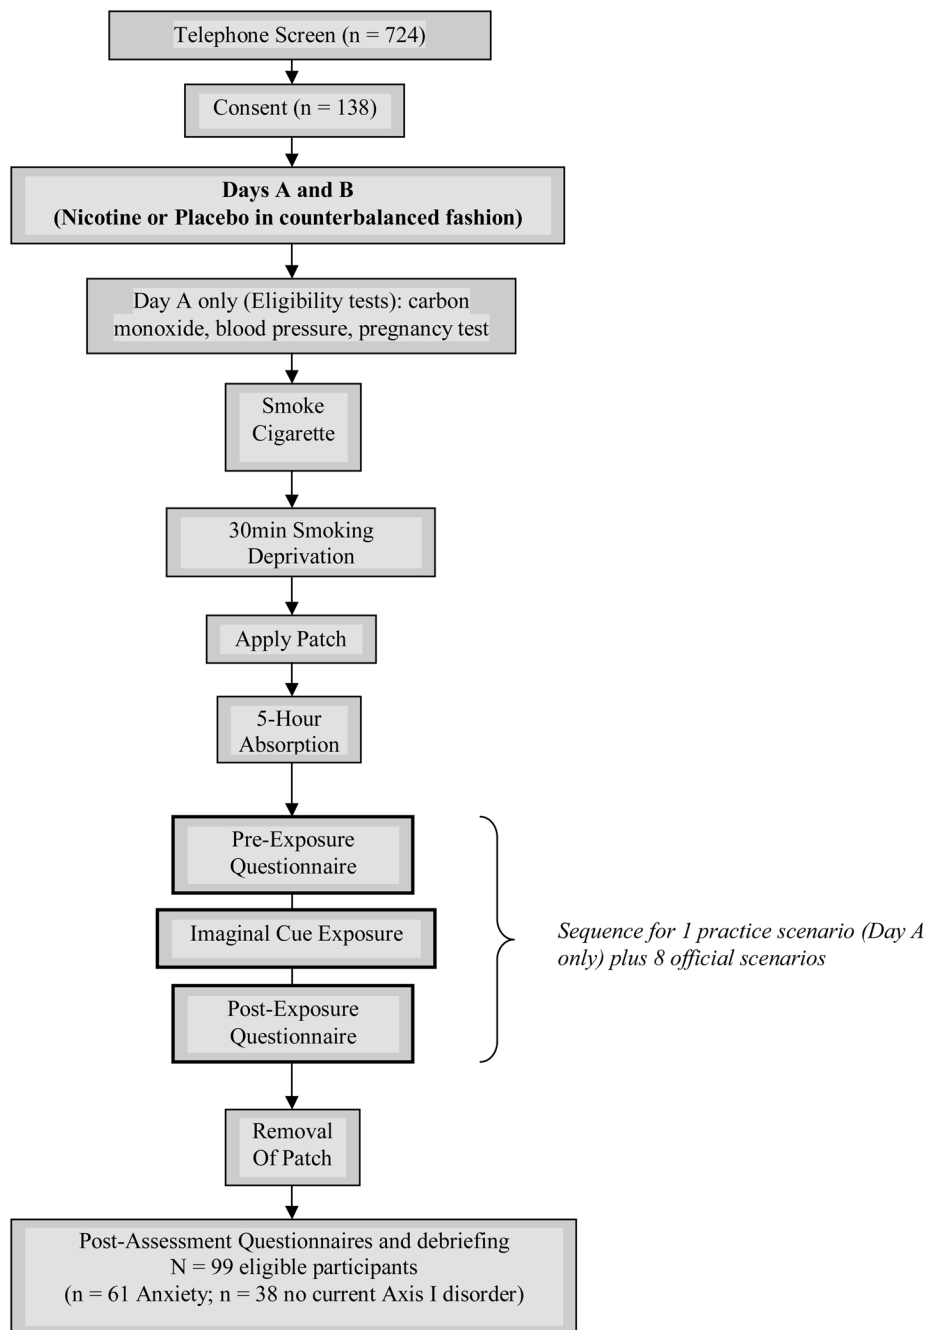 Telephone Screen (n = 724)
Consent (n = 138)
Days A and B
(Nicotine or Placebo in counterbalanced fashion)
Day A only (Eligibility tests): carbon
monoxide, blood pressure, pregnancy test
Smoke
Cigarette
30min Smoking
Deprivation
Apply Patch
5-Hour
Absorption
Pre-Exposure
Questionnaire
Imaginal Cue Exposure
Post-Exposure
Questionnaire
Sequence for 1 practice scenario (Day A
only) plus 8 official scenarios
Removal
Of Patch
Post-Assessment Questionnaires and debriefing
N = 99 eligible participants
(n = 61 Anxiety; n = 38 no current Axis I disorder)